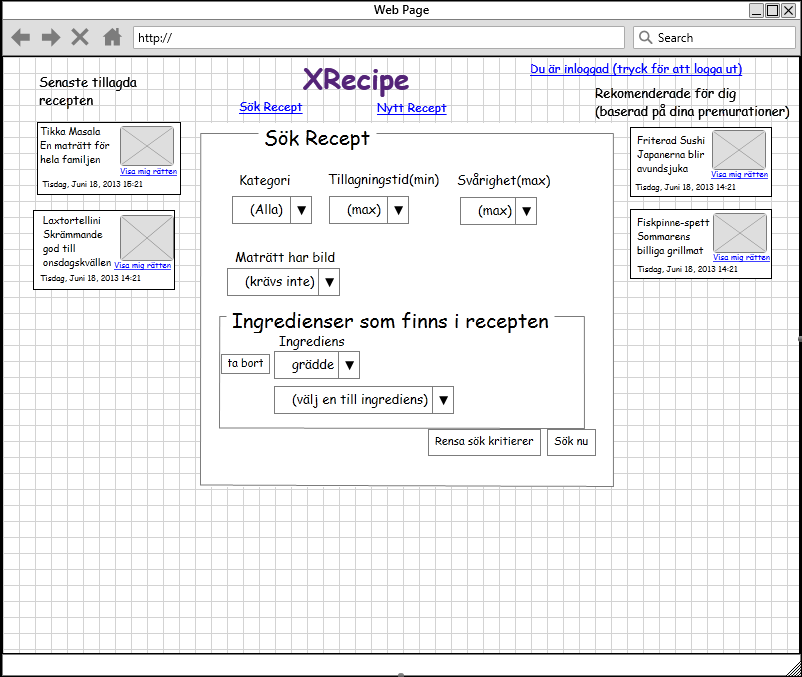 Web Page
http://
Search
Du är inloggad (tryck för att logga ut)
XRecipe
Sök Recept
Nytt Recept
Senaste tillagda
recepten
Tikka Masala
En maträtt för
hela familjen
Visa mig rätten
Tisdag, Juni 18, 2013 15:21
Laxtortellini
Skrämmande
god till
onsdagskvällen
Visa mig rätten
Tisdag, Juni 18, 2013 14:21
Sök Recept
Kategori
Tillagningstid(min)
Svårighet(max)
(Alla)
(max)
(max)
Maträtt har bild
(krävs inte)
Ingredienser som finns i recepten
Ingrediens
ta bort
grädde
(välj en till ingrediens)
Rensa sök kritierer
Sök nu
Rekomenderade för dig
(baserad på dina premurationer)
Friterad Sushi
Japanerna blir
avundsjuka
Visa mig rätten
Tisdag, Juni 18, 2013 14:21
Fiskpinne-spett
Sommarens
billiga grillmat
Visa mig rätten
Tisdag, Juni 18, 2013 14:21